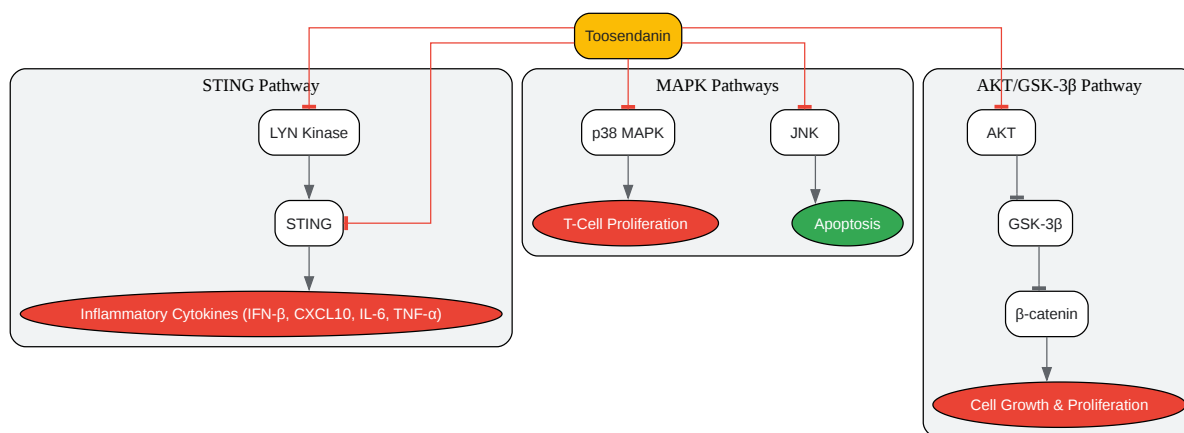 Toosendanin
STING Pathway
MAPK Pathways
AKT/GSK-3β Pathway
LYN Kinase
p38 MAPK
JNK
AKT
STING
T-Cell Proliferation
Apoptosis
GSK-3β
Inflammatory Cytokines (IFN-β, CXCL10, IL-6, TNF-α)
β-catenin
Cell Growth & Proliferation